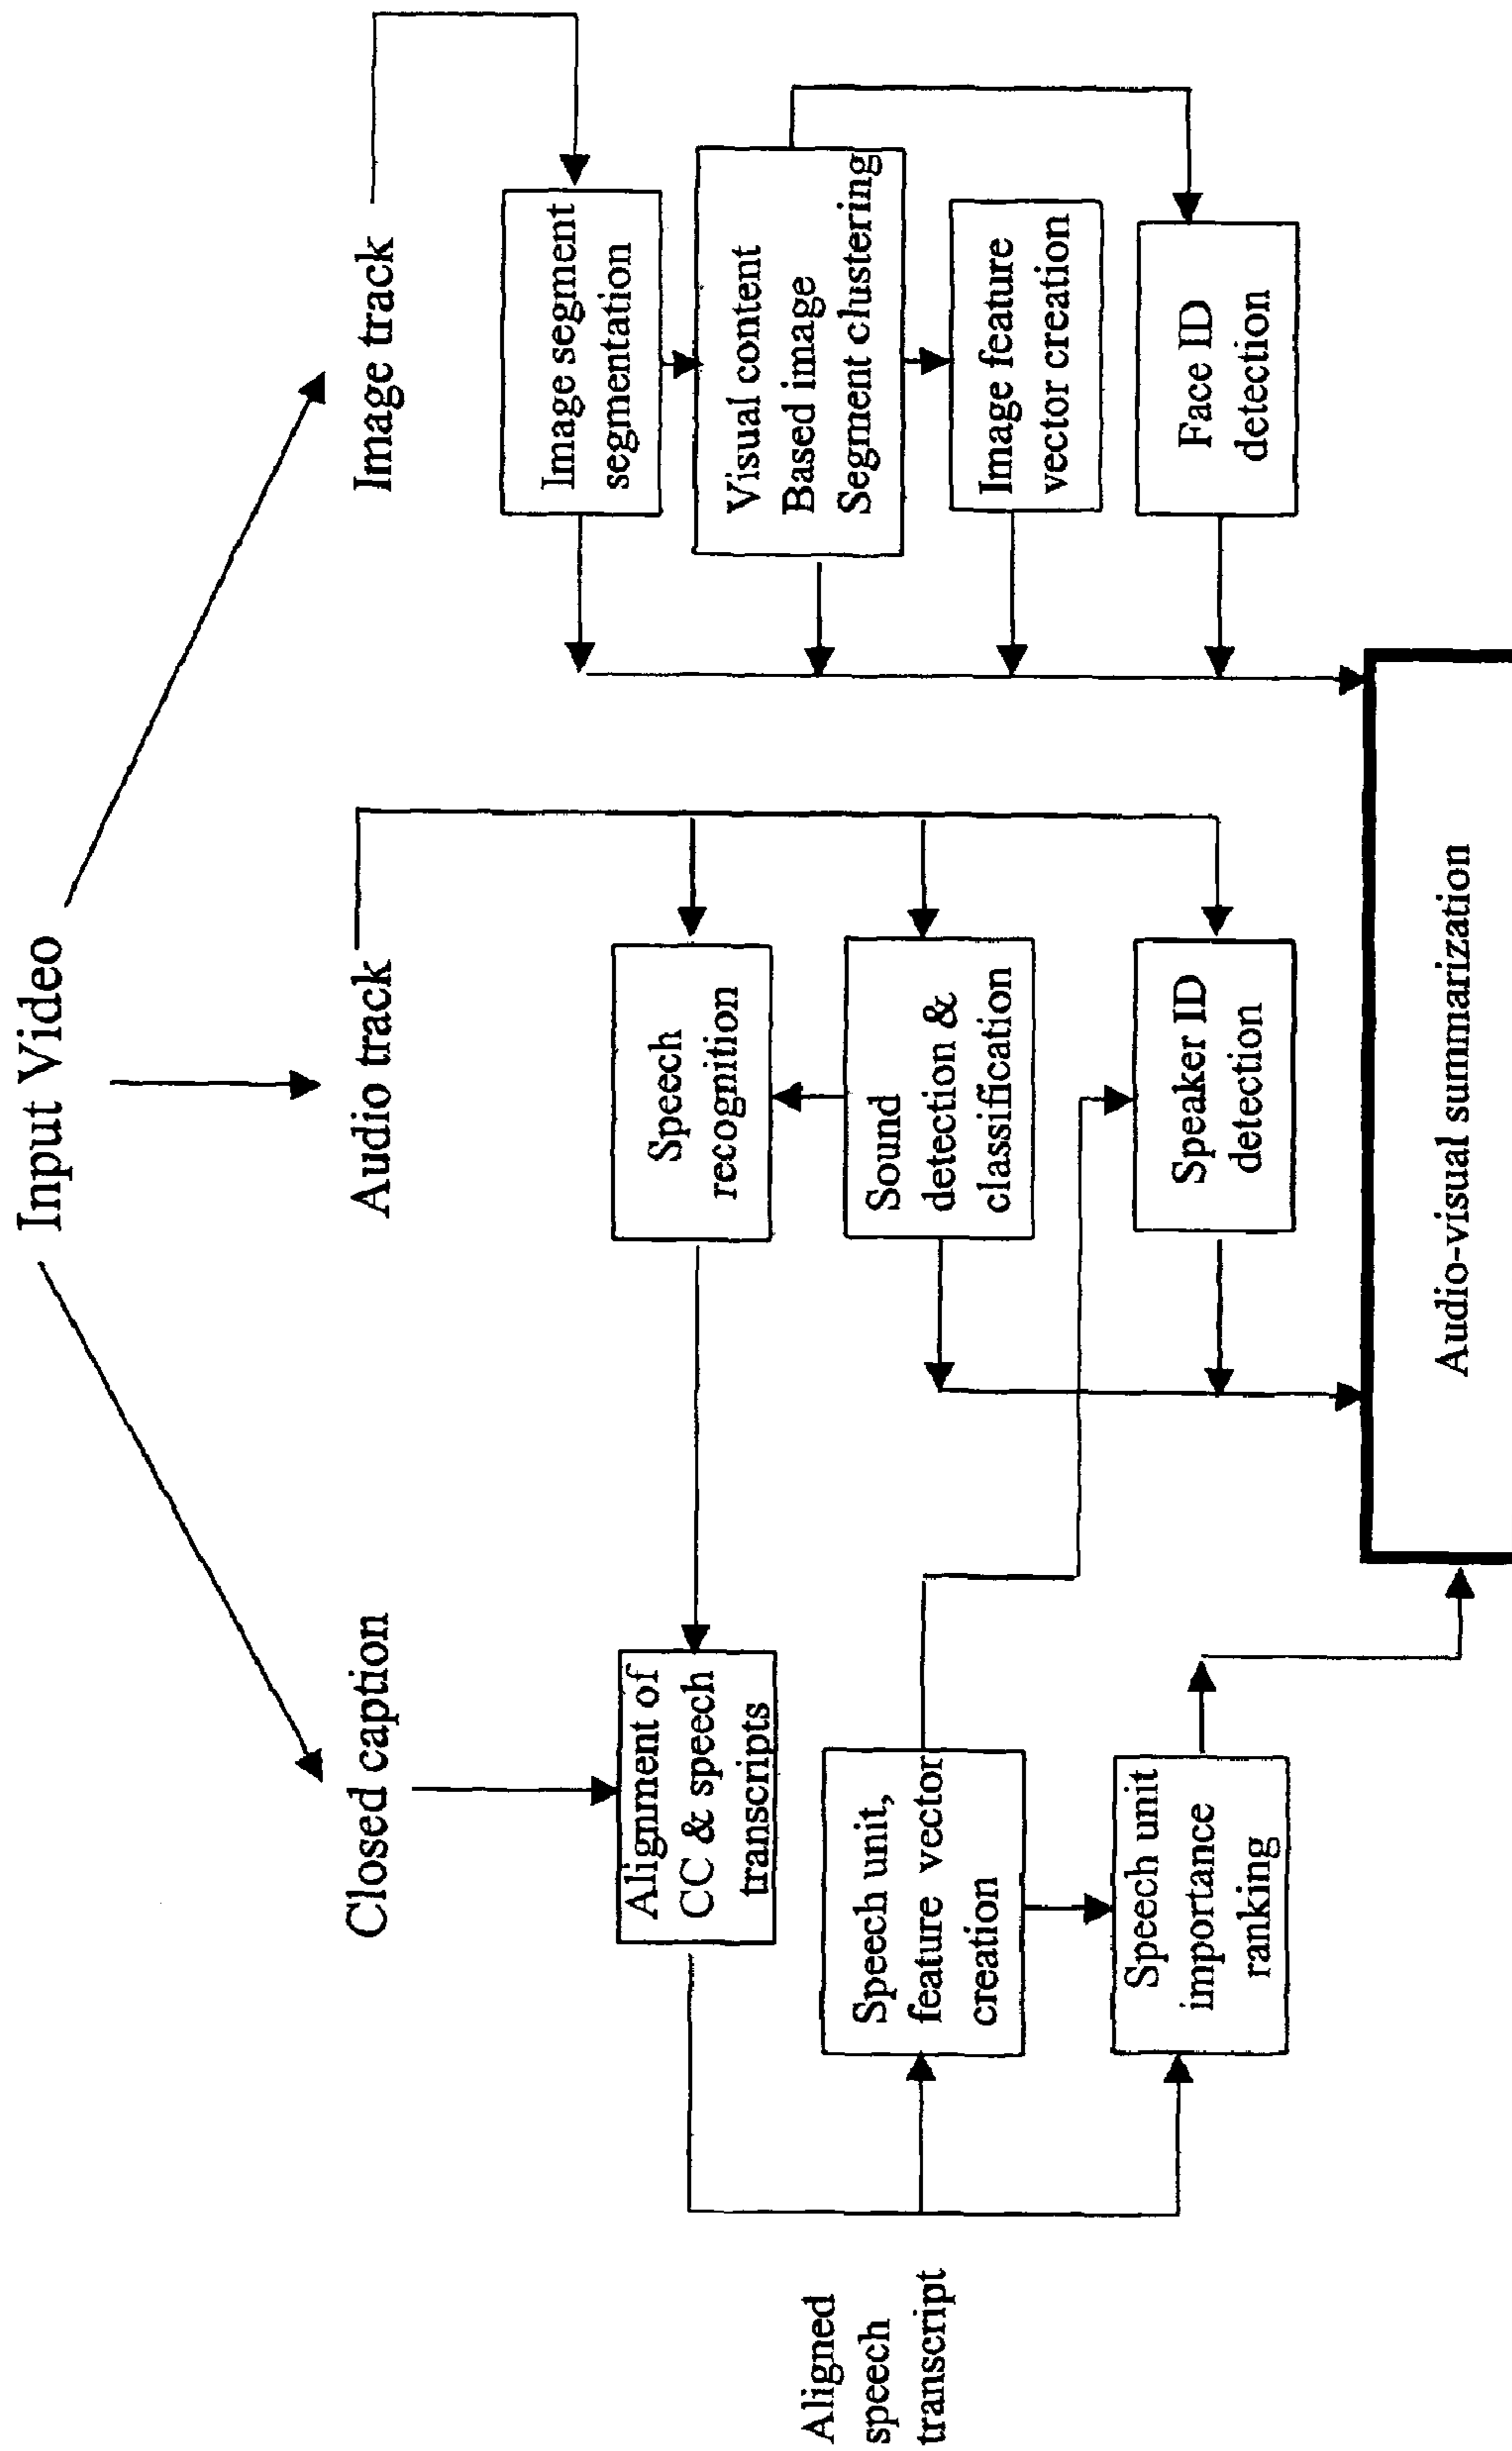 Input Video
Closed caption
Audio track
Image track
Alignment of
CC & speech
transcripts
Speech
recognition
Image segment
segmentation
Aligned
speech
transcript
Speech unit,
feature vector
creation
Sound
detection &
classification
Visual content
Based image
Segment clustering
Image feature
vector creation
Speech unit
importance
ranking
Speaker ID
detection
Face ID
detection
Audio-visual summarization